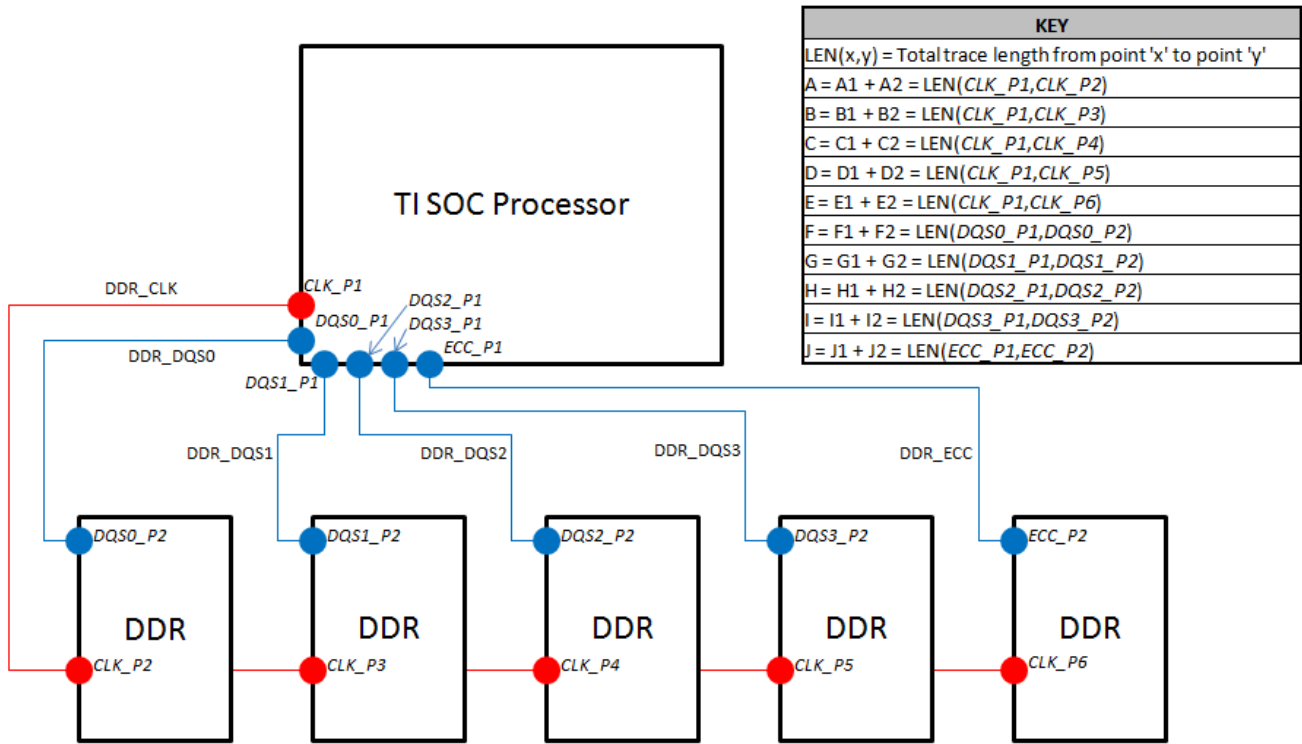 KEY
LEN(x,y) = Total trace length from point 'x' to point 'y'
A = A1 + A2 = LEN(CLK_P1,CLK_P2)
B = B1 + B2 = LEN(CLK_P1,CLK_P3)
C = C1 + C2 = LEN(CLK_P1,CLK_P4)
D = D1 + D2 = LEN(CLK_P1,CLK_P5)
E = E1 + E2 = LEN(CLK_P1,CLK_P6)
F = F1 + F2 = LEN(DQS0_P1,DQS0_P2)
G = G1 + G2 = LEN(DQS1_P1,DQS1_P2)
H = H1 + H2 = LEN(DQS2_P1,DQS2_P2)
I = I1 + I2 = LEN(DQS3_P1,DQS3_P2)
J = J1 + J2 = LEN(ECC_P1,ECC_P2)
TI SOC Processor
DDR_CLK
CLK_P1
DQS2_P1
DQS0_P1
DQS3_P1
ECC_P1
DDR_DQS0
DQS1_P1
DDR_DQS1
DDR_DQS2
DDR_DQS3
DDR_ECC
DQS0_P2
DQS1_P2
DQS2_P2
DQS3_P2
ECC_P2
DDR
DDR
DDR
DDR
DDR
CLK_P2
CLK_P3
CLK_P4
CLK_P5
CLK_P6